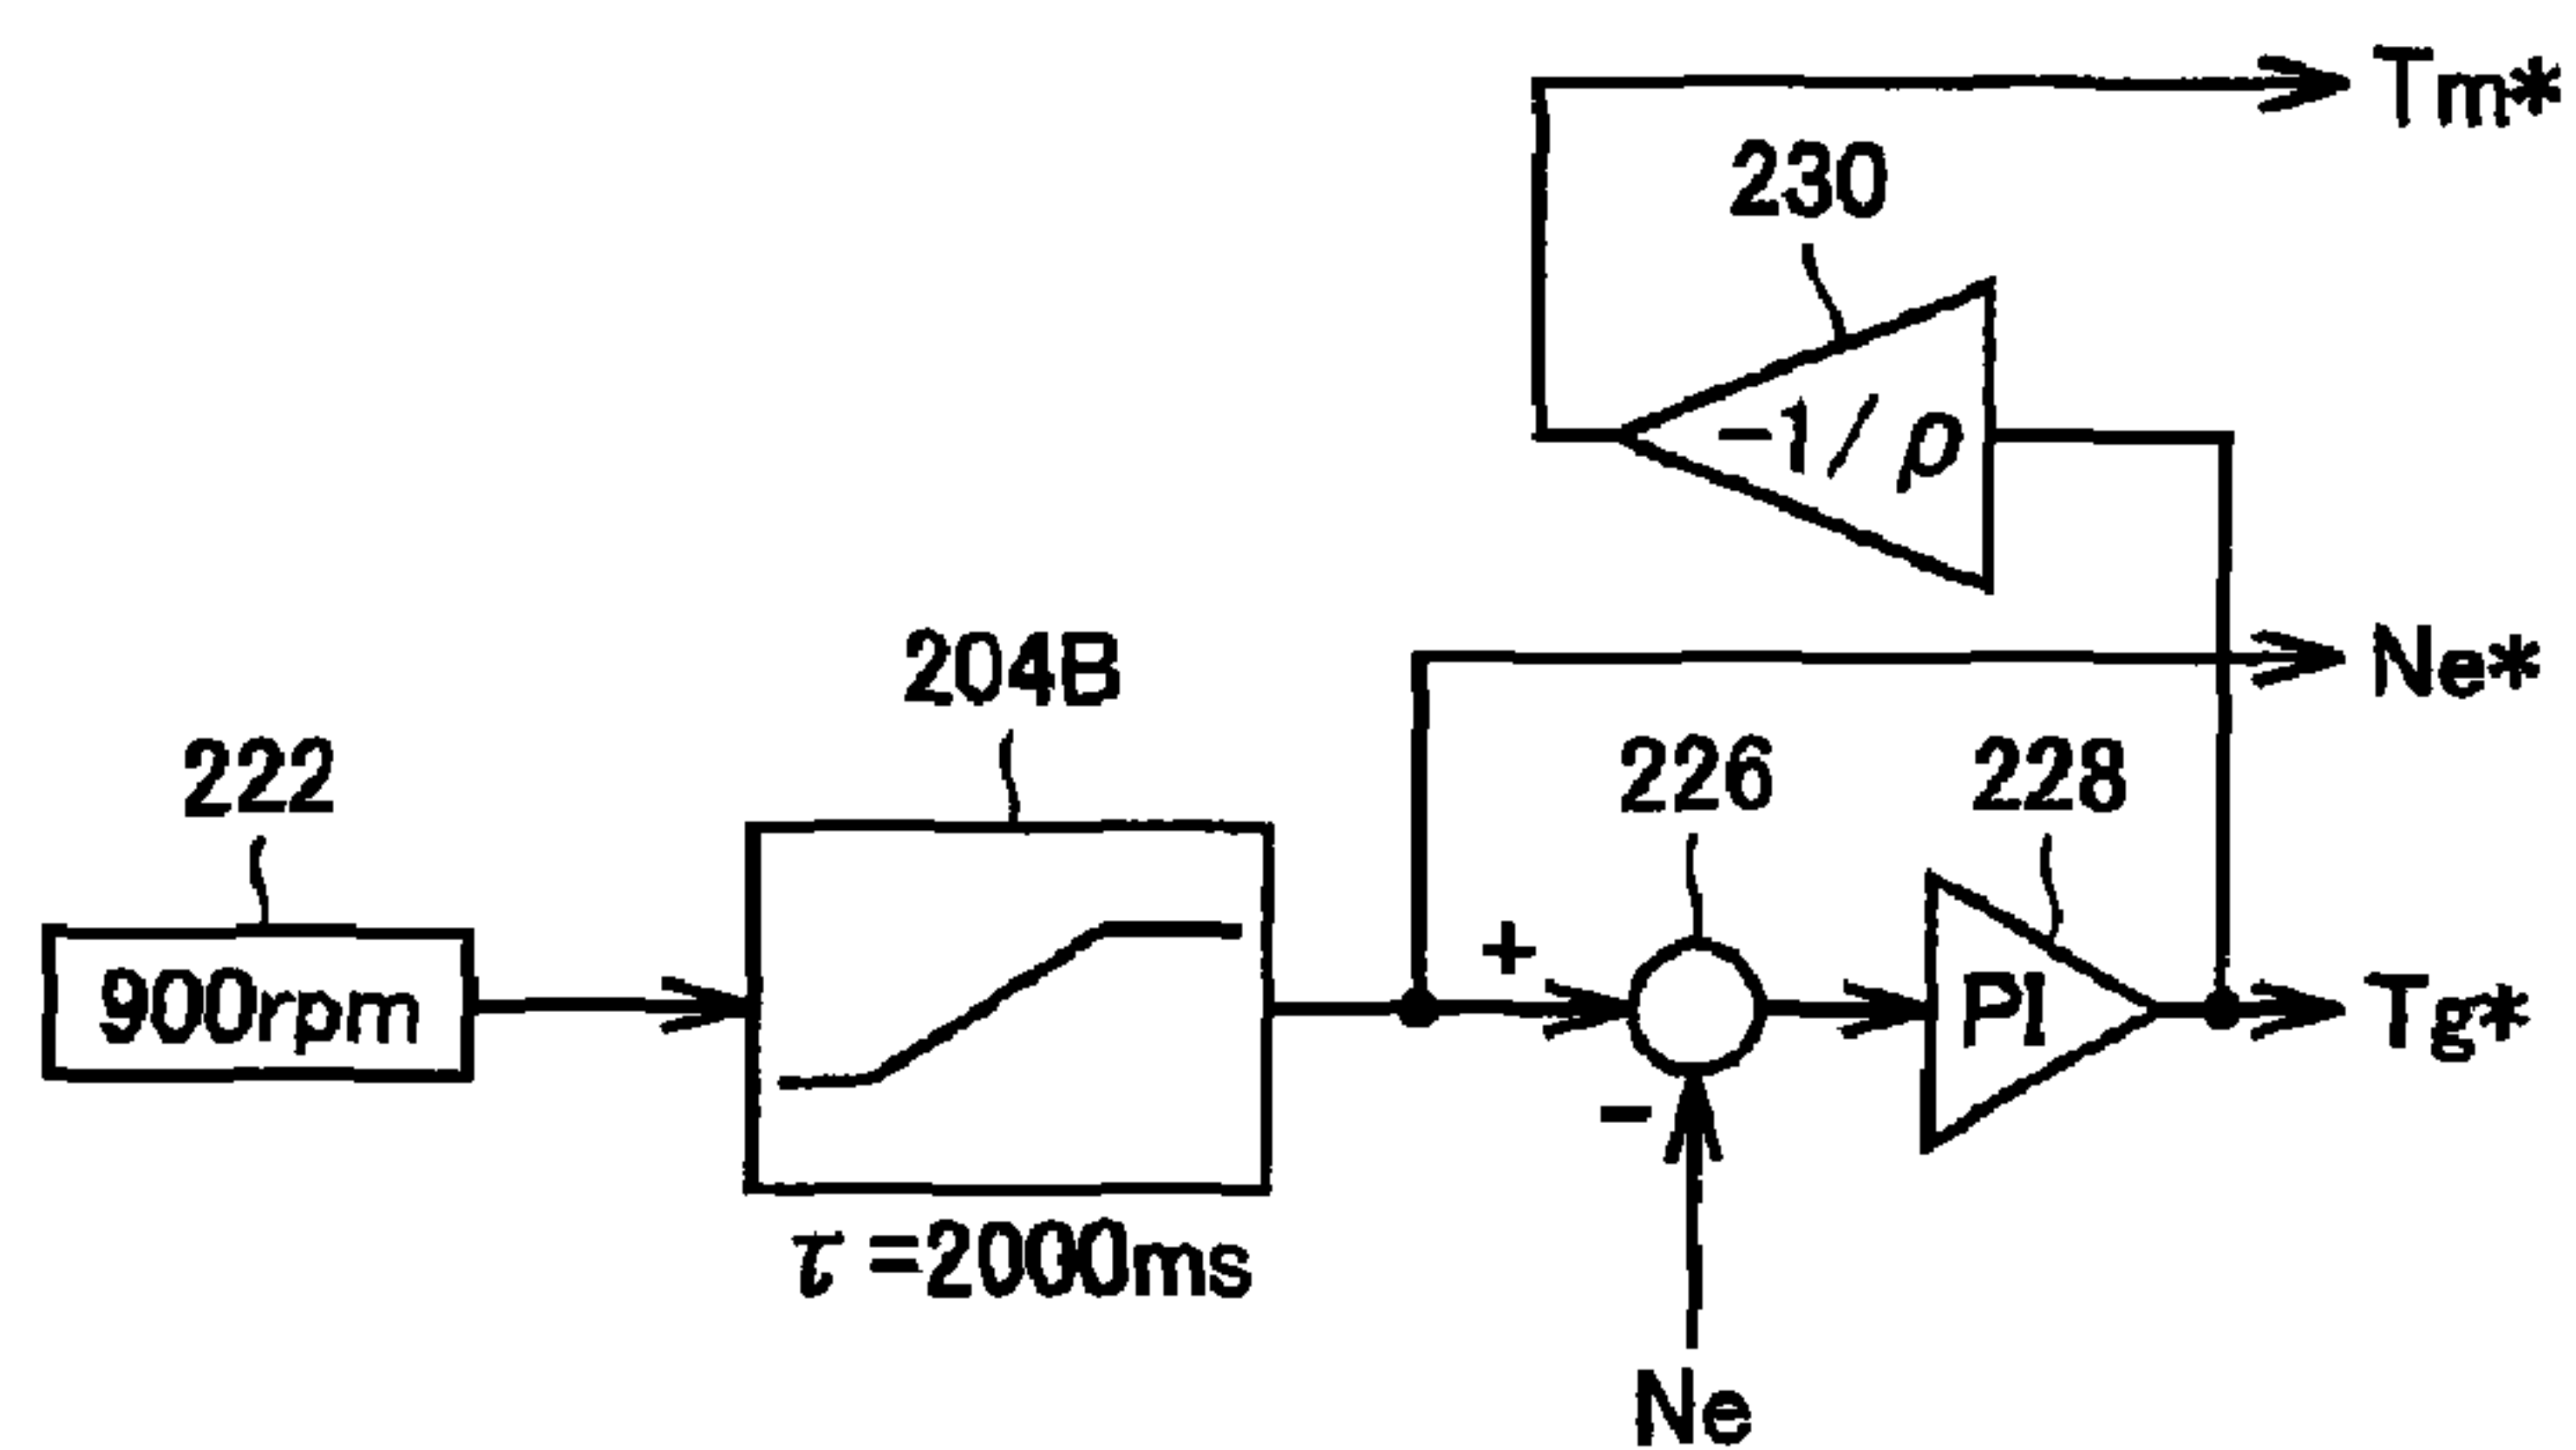 Tm*
230
-1/ρ
204B
Ne*
222
226
228
900rpm
+
PI
Tg*
-
τ=2000ms
Ne